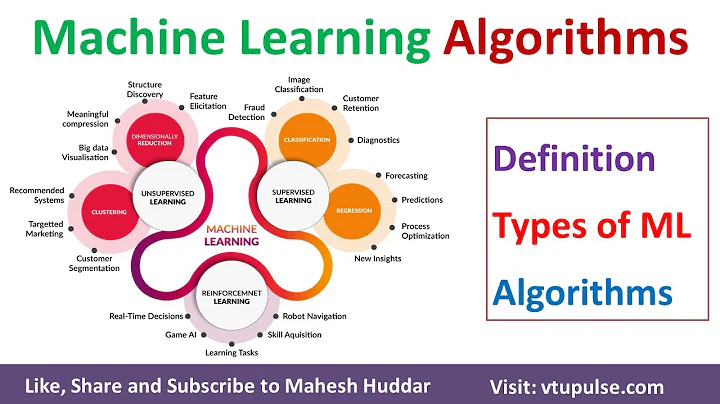 Machine Learning Algorithms
Structure
Discovery
Feature
Elicitation
Meaningful
compression
Big data
Visualisation
DIMENSIONALLY
REDUCTION
Recommended
Systems
Targetted
Marketing
Customer
Segmentation
CLUSTERING
UNSUPERVISED
LEARNING
Image
Classification
Customer
Retention
Fraud
Detection
Diagnostics
CLASSIFICATION
SUPERVISED
LEARNING
Forecasting
Predictions
Process
Optimization
New Insights
REGRESSION
MACHINE
LEARNING
REINFORCEMNET
LEARNING
Real-Time Decisions
Game AI
Learning Tasks
Skill Aquisition
Robot Navigation
Definition
Types of ML
Algorithms
Like, Share and Subscribe to Mahesh Huddar
Visit: vtupulse.com